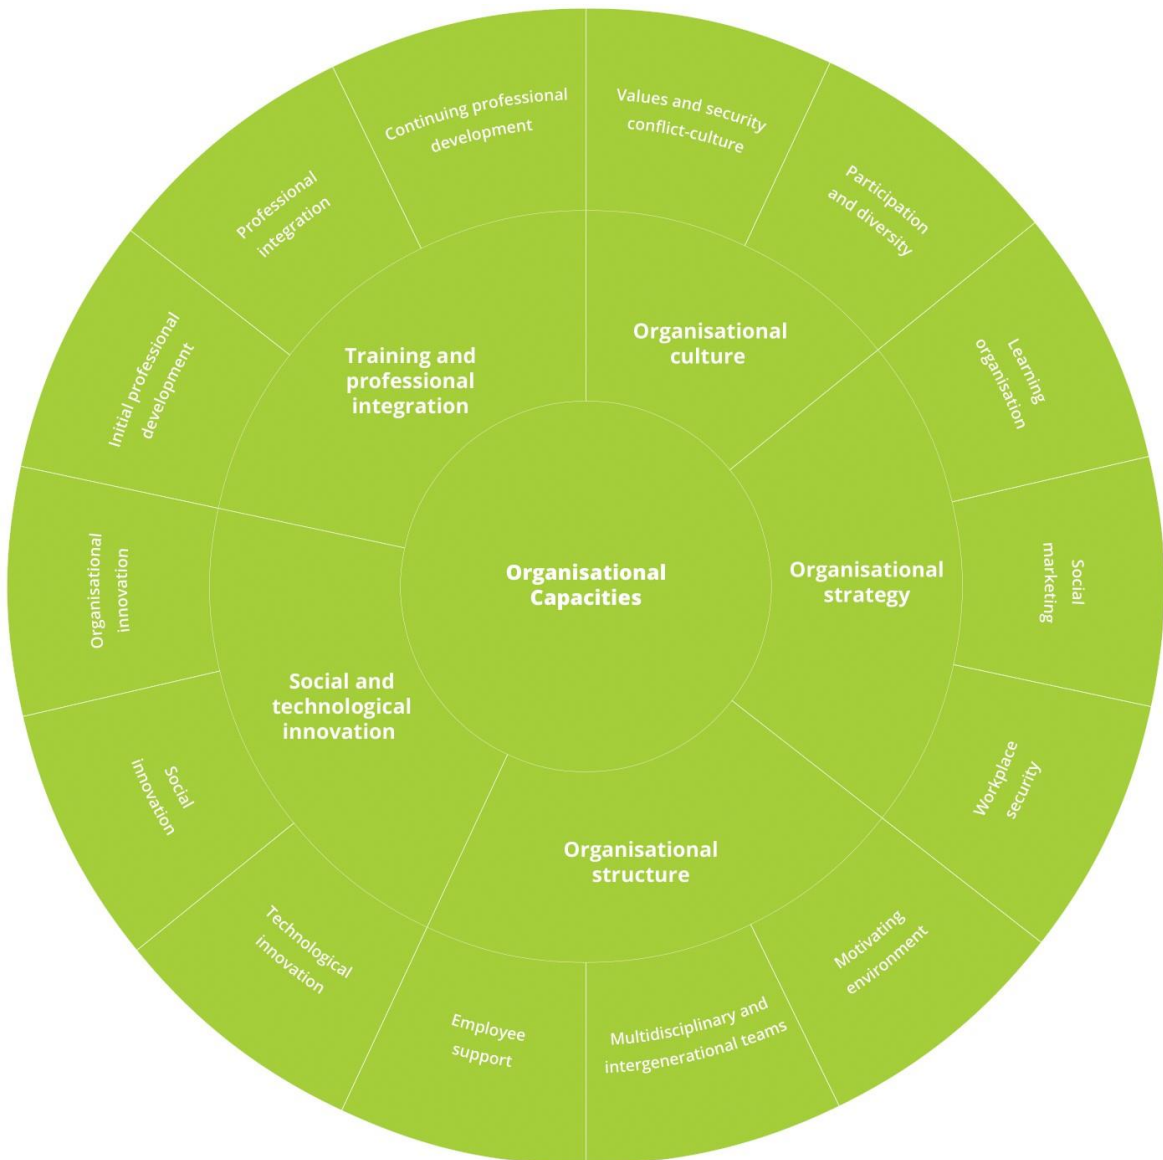 Organisational
Capacities
Organisational
culture
Organisational
strategy
Organisational
structure
Social and
technological
innovation
Training and
professional
integration
Values and security
conflict-culture
Participation
and diversity
Learning
organisation
Social
marketing
Workplace
security
Motivating
environment
Multidisciplinary and
intergenerational teams
Employee
support
Technological
innovation
Social
innovation
Organisational
innovation
Initial professional
development
Professional
integration
Continuing professional
development